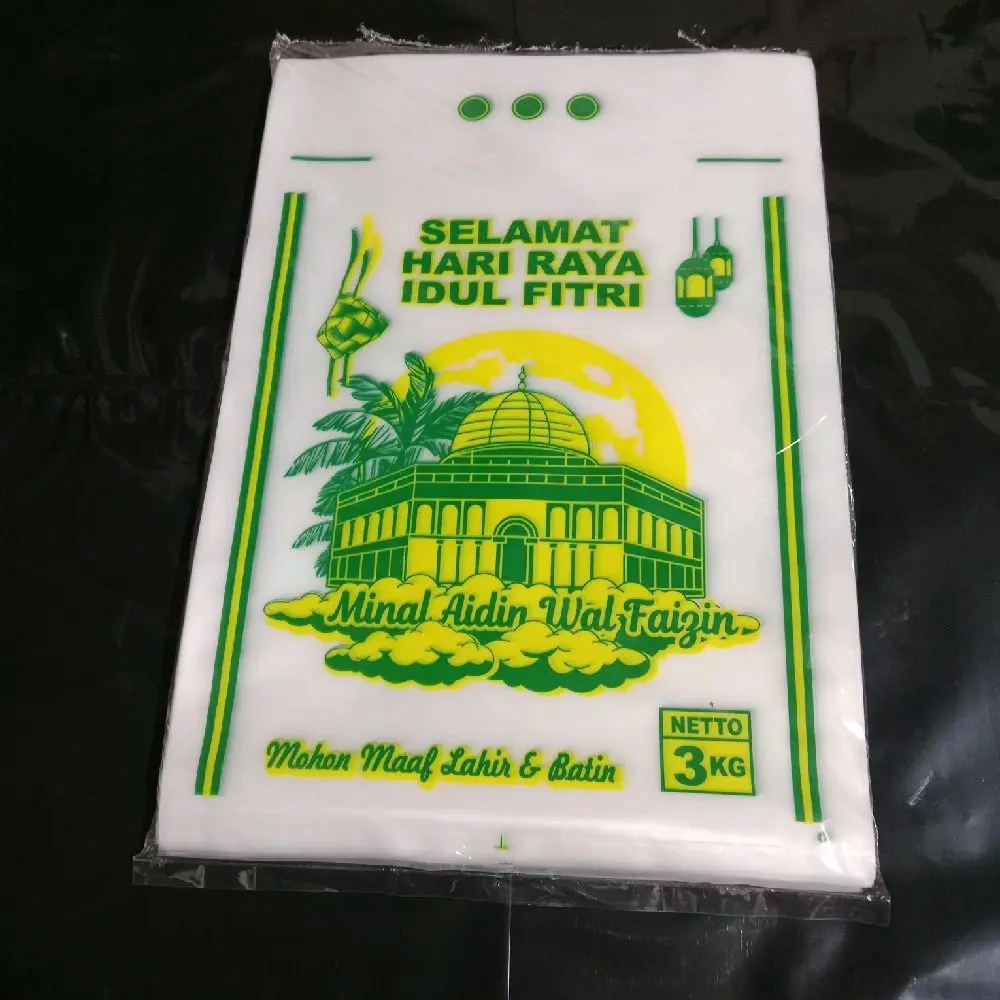 SELAMAT
HARI RAYA
IDUL FITRI
Minal Aidin Wal Faizin
Mohon Maaf Lahir & Batin
NETTO
3 KG